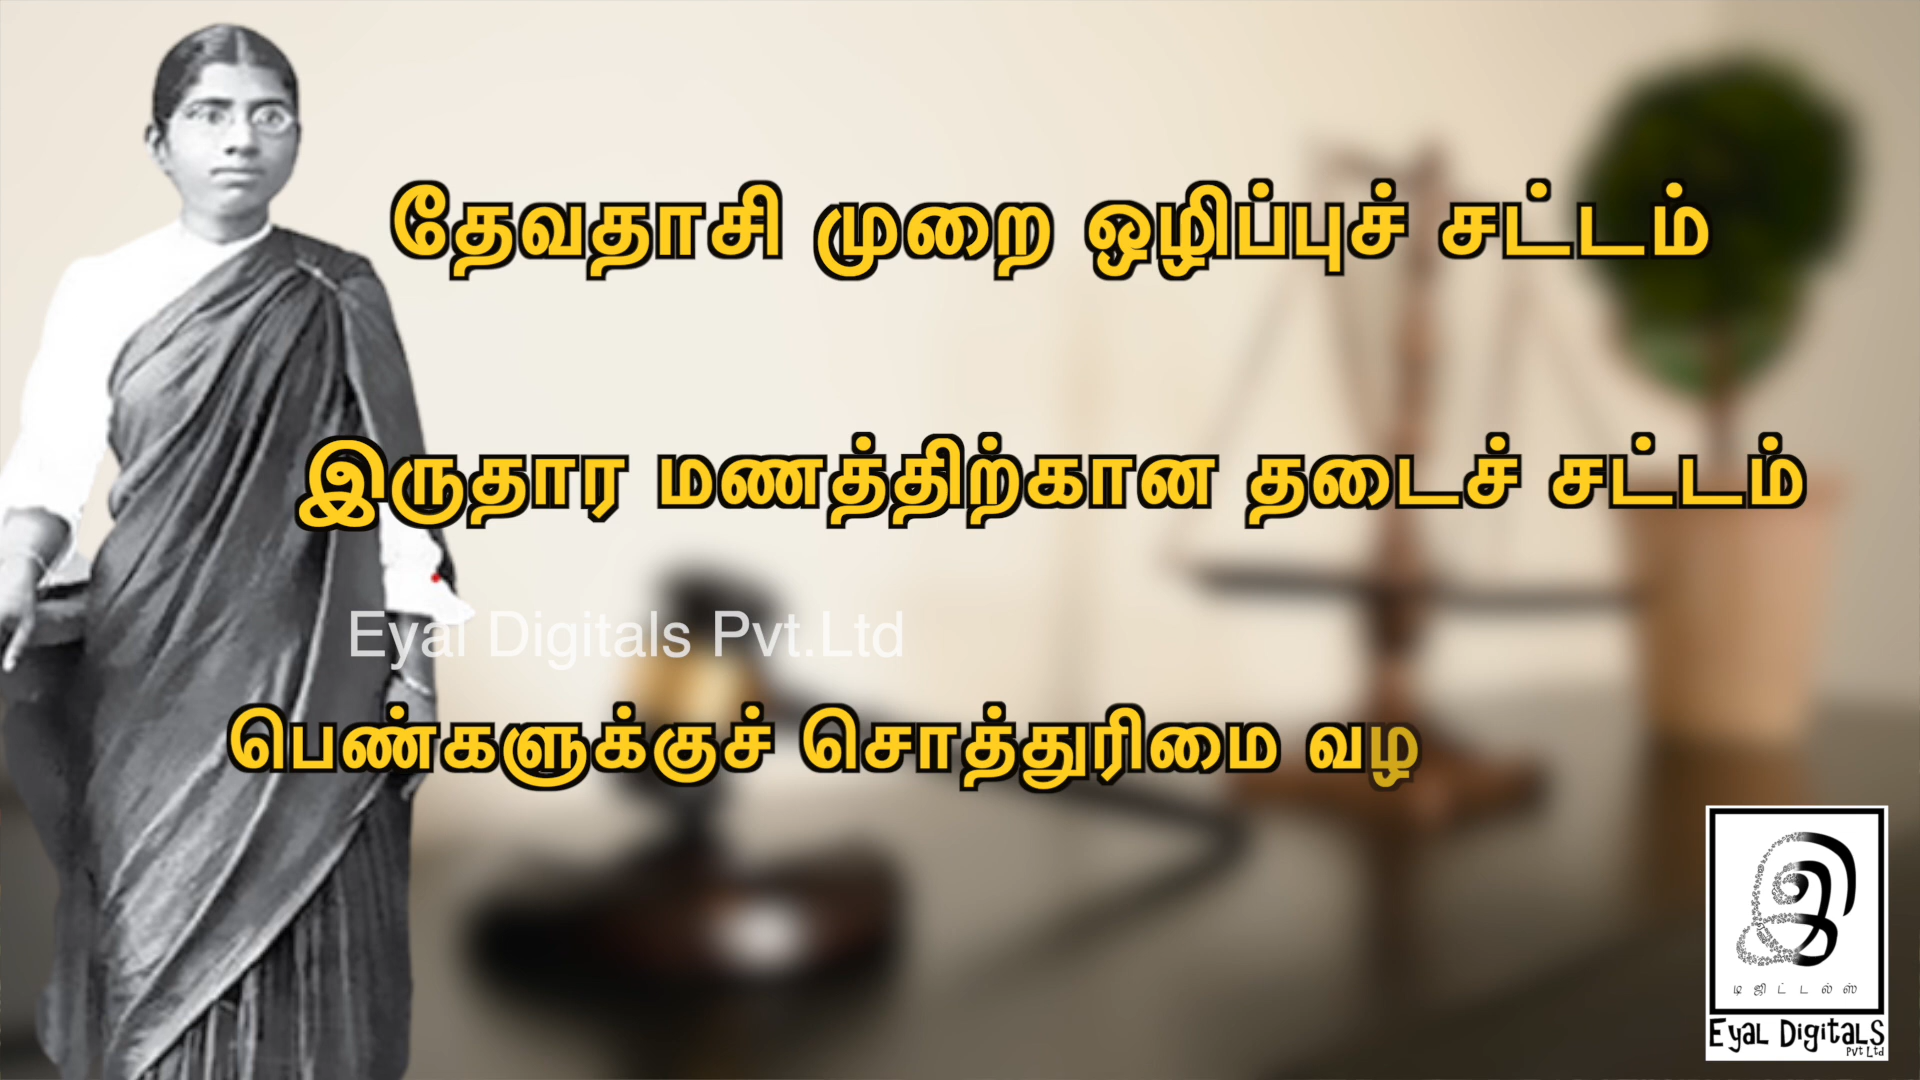 தேவதாசி முறை ஒழிப்புச் சட்டம்
இருதார மணத்திற்கான தடைச் சட்டம்
Eyal Digitals Pvt.Ltd
பெண்களுக்குச் சொத்துரிமை வழ
இ
டிஜிட்டல்ஸ்
Eyal Digitals
Pvt Ltd